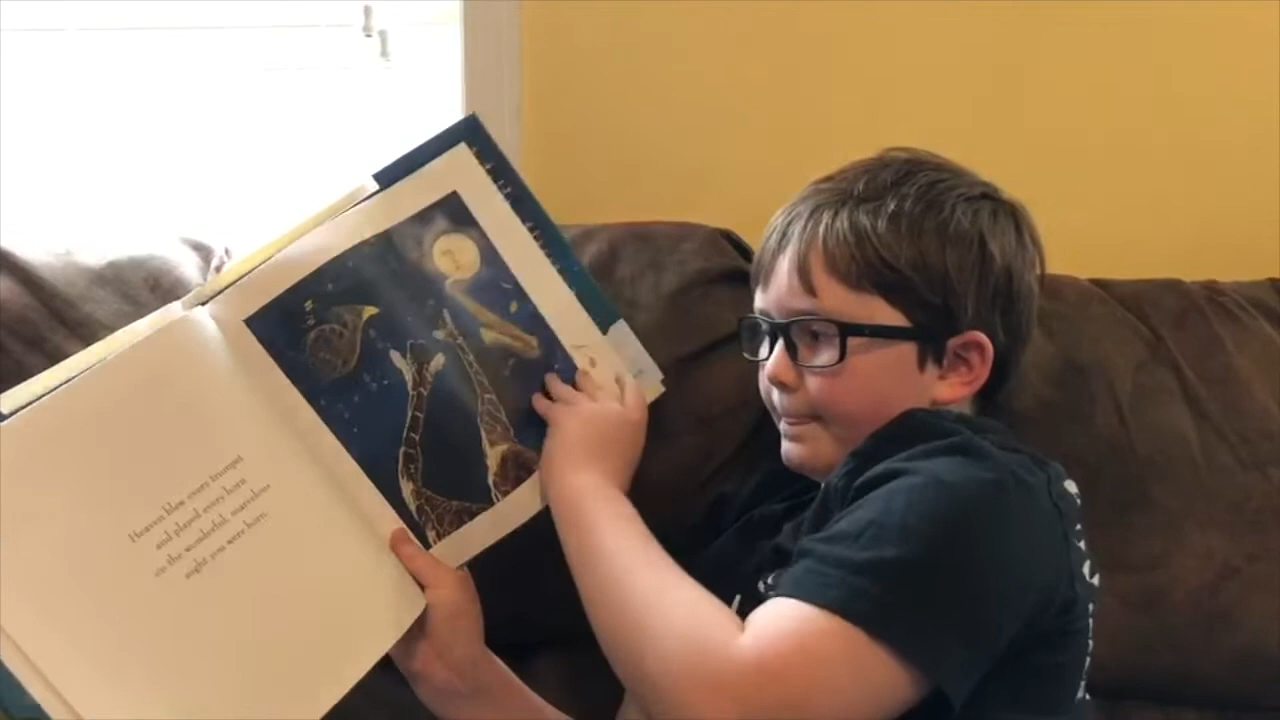 Heaven blew every trumpet
and played every horn
on the wonderful, marvelous
night you were born.